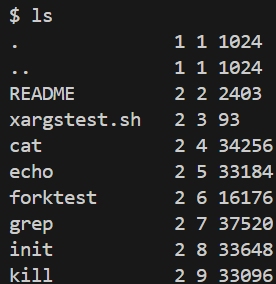 $ ls
.              1 1 1024
..             1 1 1024
README         2 2 2403
xargstest.sh   2 3 93
cat            2 4 34256
echo           2 5 33184
forktest       2 6 16176
grep           2 7 37520
init           2 8 33648
kill           2 9 33096